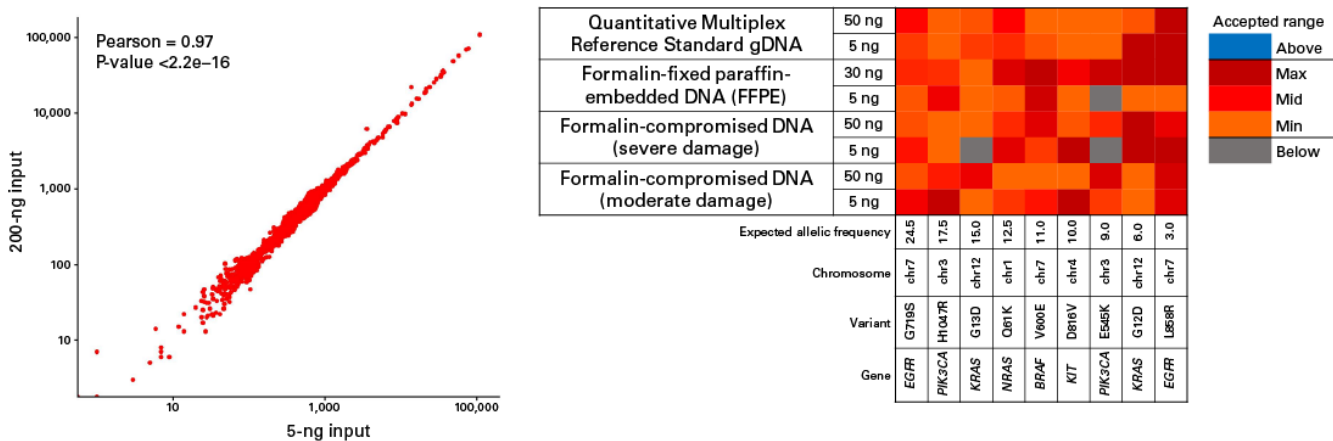 Pearson = 0.97
P-value <2.2e–16
200-ng input
100,000
10,000
1,000
100
10
10
1,000
100,000
5-ng input
Quantitative Multiplex
Reference Standard gDNA
50 ng
5 ng
Formalin-fixed paraffin-
embedded DNA (FFPE)
30 ng
5 ng
Formalin-compromised DNA
(severe damage)
50 ng
5 ng
Formalin-compromised DNA
(moderate damage)
50 ng
5 ng
Expected allelic frequency
24.5 17.5 15.0 12.5 11.0 10.0 9.0 6.0 3.0
Chromosome
chr7 chr3 chr12 chr1 chr7 chr4 chr3 chr12 chr7
Variant
G719S H1047R G13D Q61K V600E D816V E545K G12D L858R
Gene
EGFR PIK3CA KRAS NRAS BRAF KIT PIK3CA KRAS EGFR
Accepted range
Above
Max
Mid
Min
Below